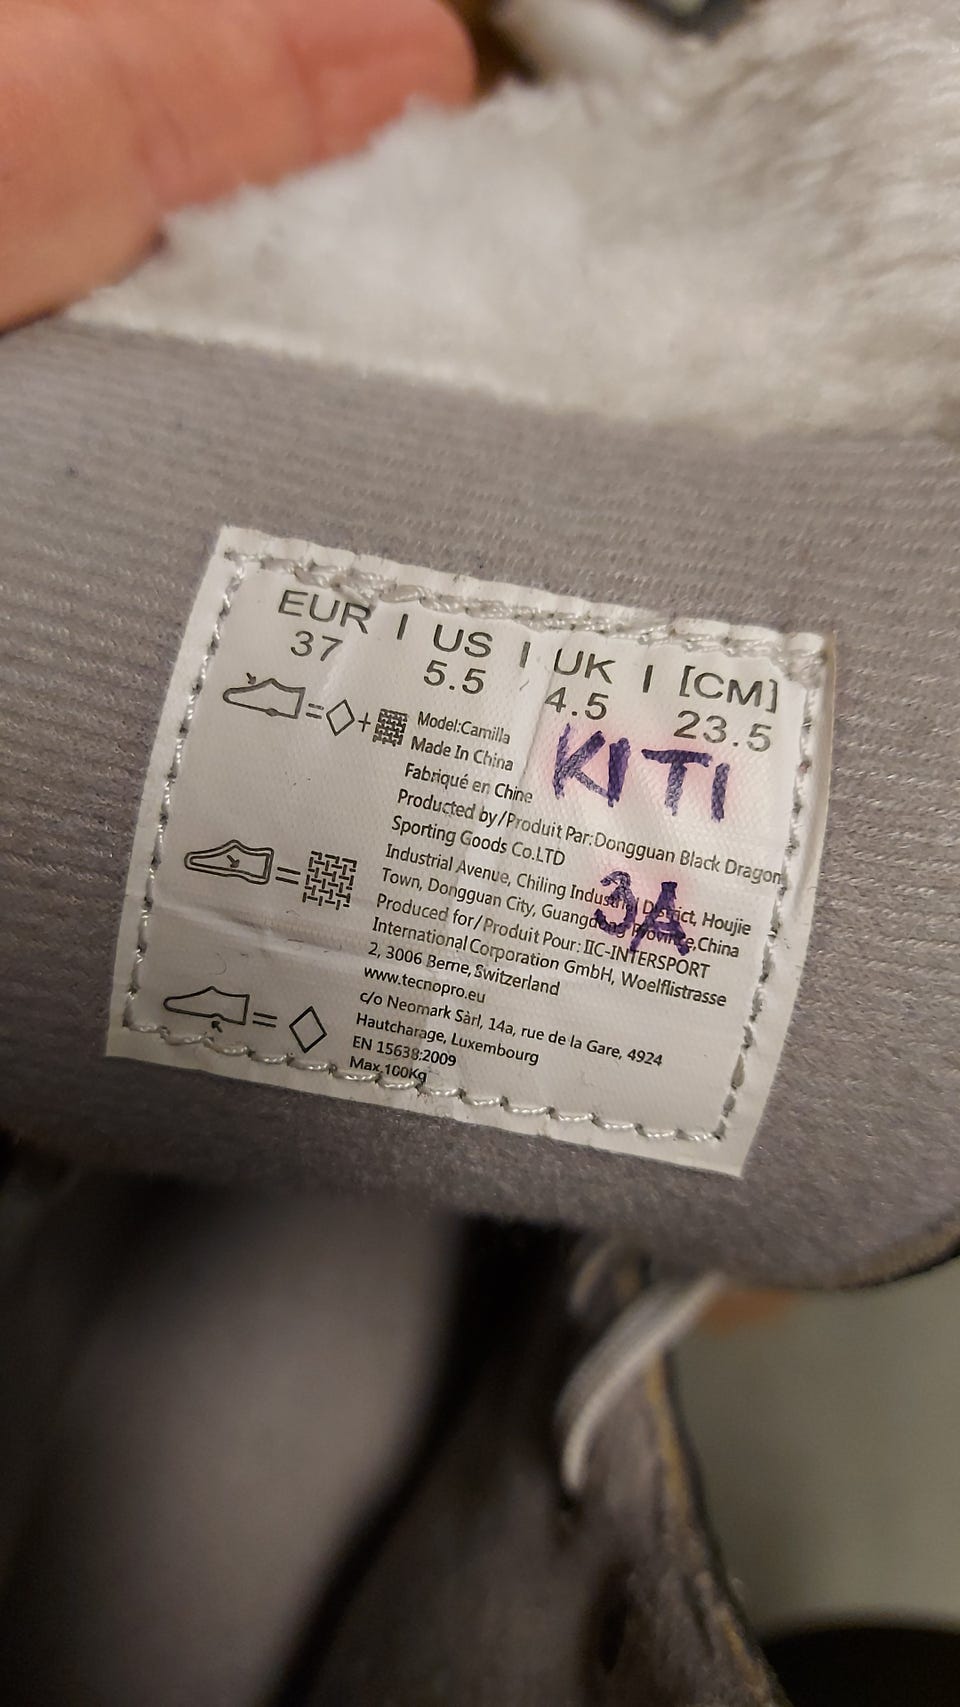 EUR | US | UK | [CM]
37 5.5 4.5 23.5
Model:Camilla
Made In China
Fabriqué en Chine
KITI
Producted by/Produit Par:Dongguan Black Dragon
Sporting Goods Co.LTD
3A
Industrial Avenue, Chiling Industrial District, Houjie
Town, Dongguan City, Guangdong Province,China
Produced for/Produit Pour: IIC-INTERSPORT
International Corporation GmbH, Woelflistrasse
2, 3006 Berne, Switzerland
www.tecnopro.eu
c/o Neomark Sàrl, 14a, rue de la Gare, 4924
Hautcharage, Luxembourg
EN 15638:2009
Max.100Kg